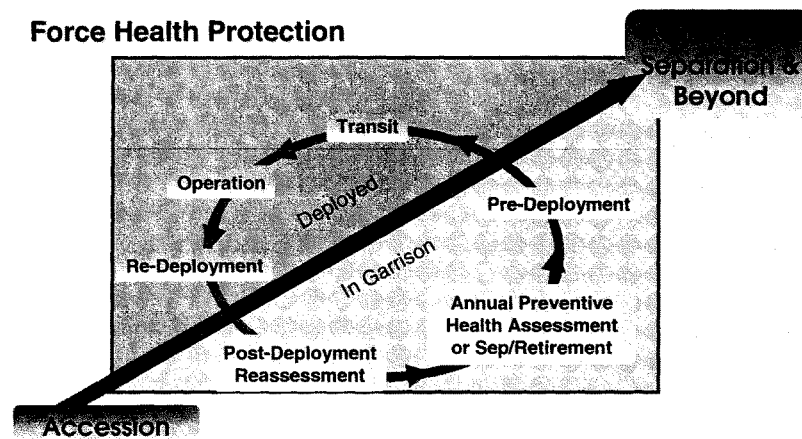 Force Health Protection
Separation &
Beyond
Transit
Operation
Deployed
Pre-Deployment
Re-Deployment
In Garrison
Annual Preventive
Health Assessment
or Sep/Retirement
Post-Deployment
Reassessment
Accession